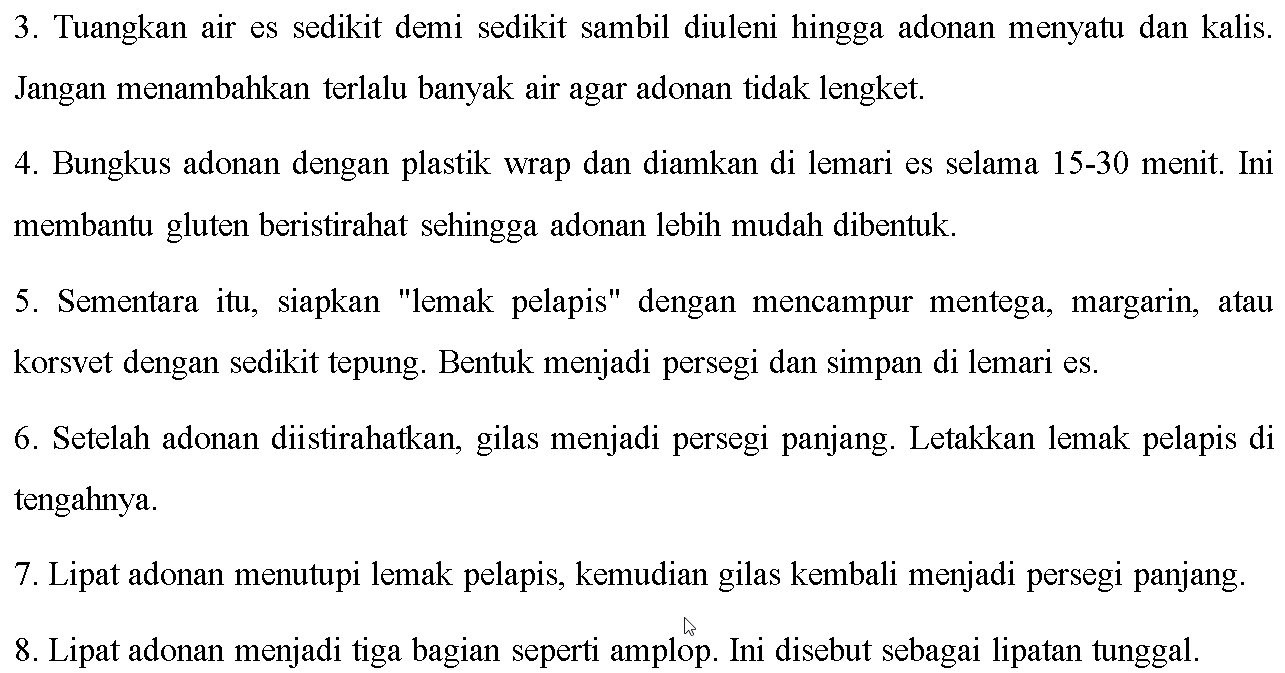 3. Tuangkan air es sedikit demi sedikit sambil diuleni hingga adonan menyatu dan kalis.
Jangan menambahkan terlalu banyak air agar adonan tidak lengket.
4. Bungkus adonan dengan plastik wrap dan diamkan di lemari es selama 15-30 menit. Ini
membantu gluten beristirahat sehingga adonan lebih mudah dibentuk.
5. Sementara itu, siapkan "lemak pelapis" dengan mencampur mentega, margarin, atau
korsvet dengan sedikit tepung. Bentuk menjadi persegi dan simpan di lemari es.
6. Setelah adonan diistirahatkan, gilas menjadi persegi panjang. Letakkan lemak pelapis di
tengahnya.
7. Lipat adonan menutupi lemak pelapis, kemudian gilas kembali menjadi persegi panjang.
8. Lipat adonan menjadi tiga bagian seperti amplop. Ini disebut sebagai lipatan tunggal.